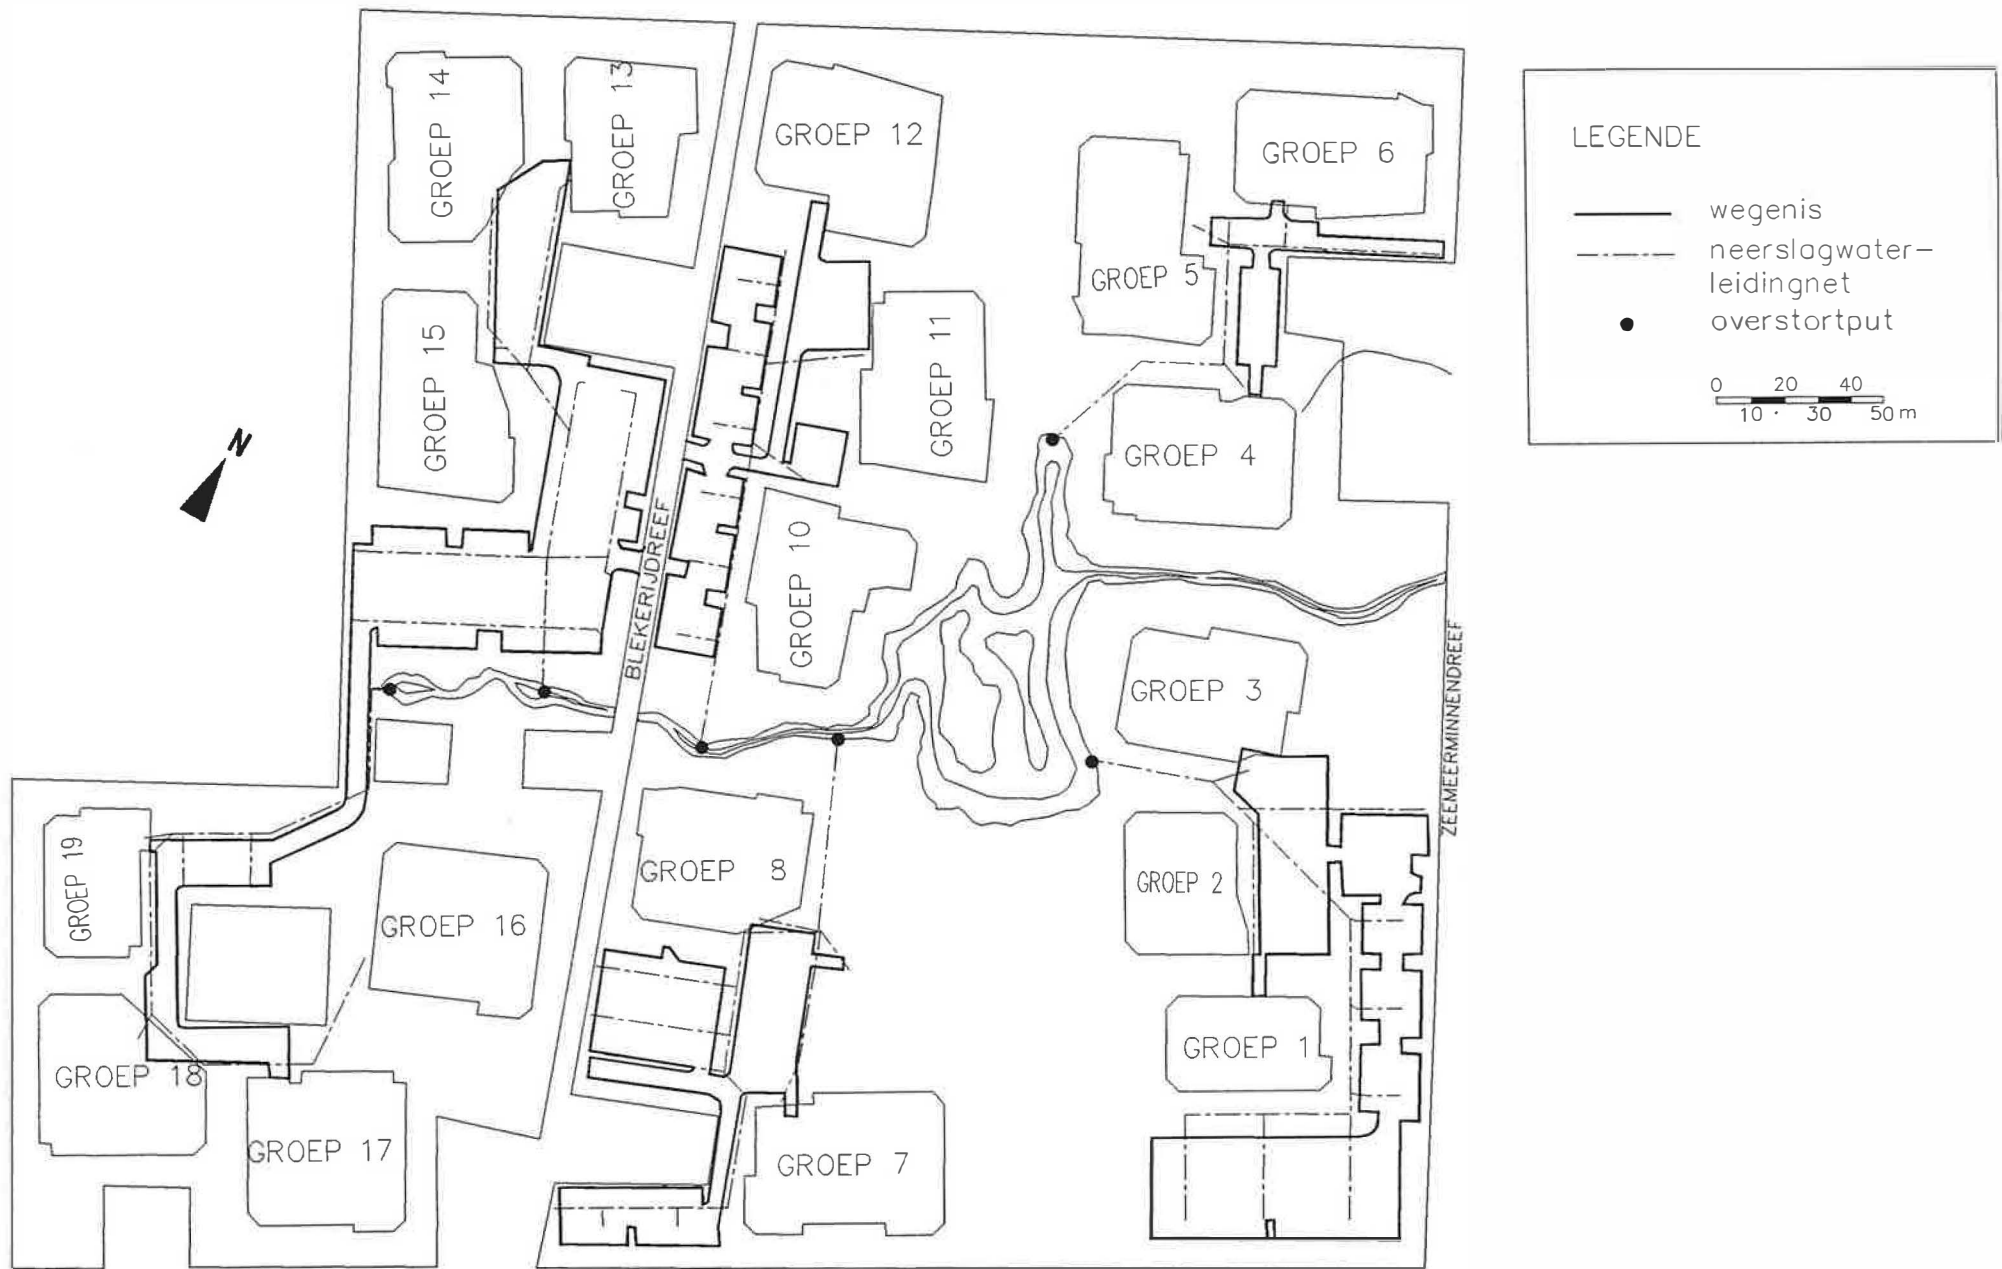 GROEP 14
GROEP 13
GROEP 12
GROEP 6
GROEP 5
GROEP 15
GROEP 11
GROEP 4
N
GROEP 10
BLEKERIJDREEF
GROEP 3
ZEEMEERMINNENDREEF
GROEP 19
GROEP 8
GROEP 2
GROEP 16
GROEP 1
GROEP 18
GROEP 17
GROEP 7
LEGENDE
wegenis
neerslagwater-
leidingnet
overstortput
0 20 40
10 30 50 m